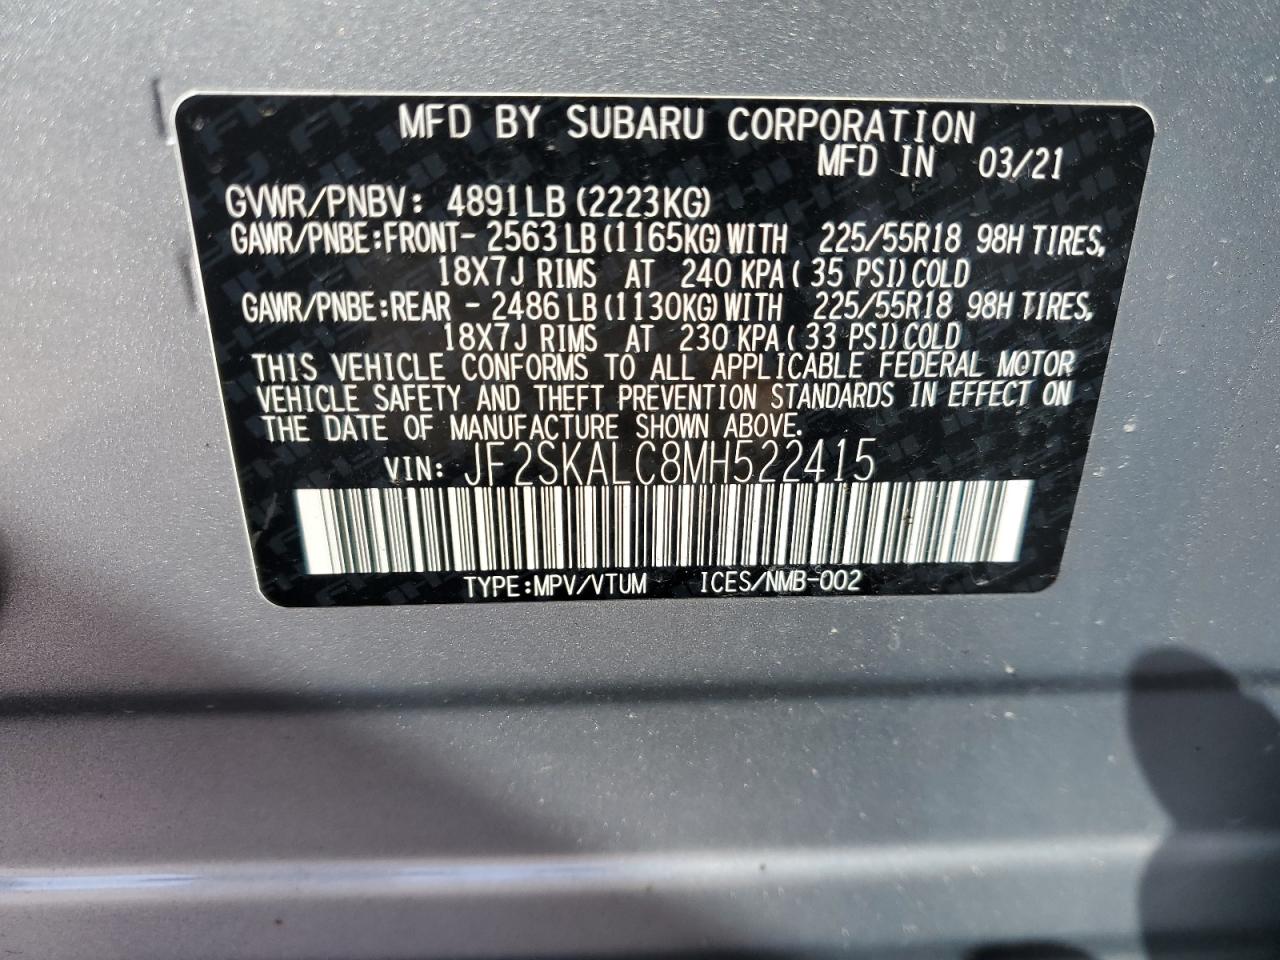 MFD BY SUBARU CORPORATION
MFD IN 03/21
GVWR/PNBV: 4891LB (2223KG)
GAWR/PNBE:FRONT- 2563 LB (1165KG) WITH 225/55R18 98H TIRES,
18X7J RIMS AT 240 KPA ( 35 PSI) COLD
GAWR/PNBE:REAR - 2486 LB (1130KG) WITH 225/55R18 98H TIRES,
18X7J RIMS AT 230 KPA ( 33 PSI) COLD
THIS VEHICLE CONFORMS TO ALL APPLICABLE FEDERAL MOTOR
VEHICLE SAFETY AND THEFT PREVENTION STANDARDS IN EFFECT ON
THE DATE OF MANUFACTURE SHOWN ABOVE.
VIN: JF2SKALC8MH522415
TYPE:MPV/VTUM ICES/NMB-002